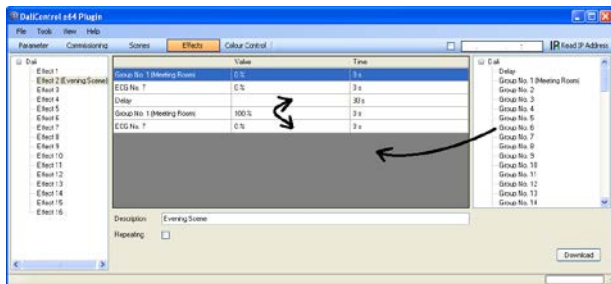 DaliControl e64 Plugin
File Tools View Help
Parameter Commissioning Scenes Effects Colour Control IP Read IP Address
Dali
Effect 1
Effect 2 (Evening Scene)
Effect 3
Effect 4
Effect 5
Effect 6
Effect 7
Effect 8
Effect 9
Effect 10
Effect 11
Effect 12
Effect 13
Effect 14
Effect 15
Effect 16
Value Time
Group No. 1 (Meeting Room) 0 % 3 s
ECG No. 7 0 % 3 s
Delay 30 s
Group No. 1 (Meeting Room) 100 % 3 s
ECG No. 7 0 % 3 s
Description Evening Scene
Repeating
Dali
Delay
Group No. 1 (Meeting Room)
Group No. 2
Group No. 3
Group No. 4
Group No. 5
Group No. 6
Group No. 7
Group No. 8
Group No. 9
Group No. 10
Group No. 11
Group No. 12
Group No. 13
Group No. 14
Download